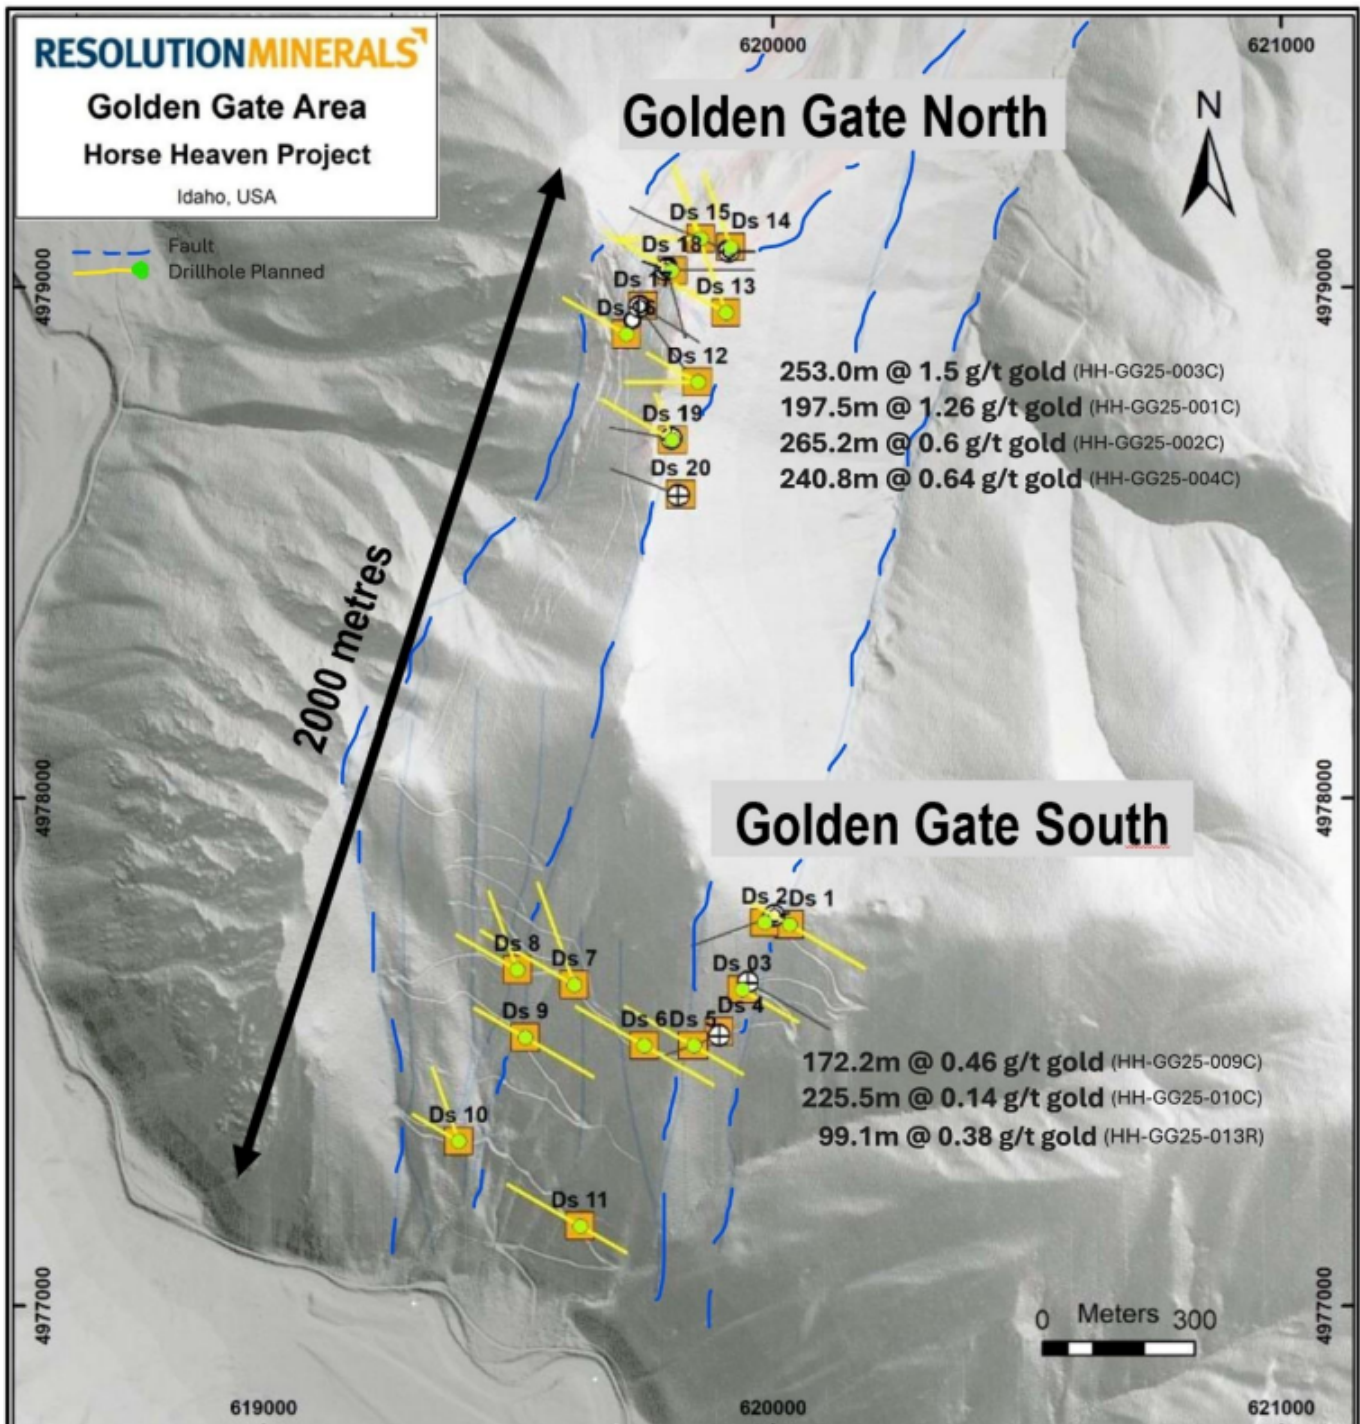 RESOLUTIONMINERALS
Golden Gate Area
Horse Heaven Project
Idaho, USA
Fault
Drillhole Planned
620000
621000
N
Golden Gate North
4979000
4979000
Ds 15
Ds 14
Ds 18
Ds 17
Ds 13
Ds 12
Ds 19
Ds 20
253.0m @ 1.5 g/t gold (HH-GG25-003C)
197.5m @ 1.26 g/t gold (HH-GG25-001C)
265.2m @ 0.6 g/t gold (HH-GG25-002C)
240.8m @ 0.64 g/t gold (HH-GG25-004C)
2000 metres
4978000
4978000
Golden Gate South
Ds 2
Ds 1
Ds 8
Ds 7
Ds 03
Ds 9
Ds 6
Ds 5
Ds 4
Ds 10
Ds 11
172.2m @ 0.46 g/t gold (HH-GG25-009C)
225.5m @ 0.14 g/t gold (HH-GG25-010C)
99.1m @ 0.38 g/t gold (HH-GG25-013R)
4977000
4977000
0 Meters 300
619000
620000
621000